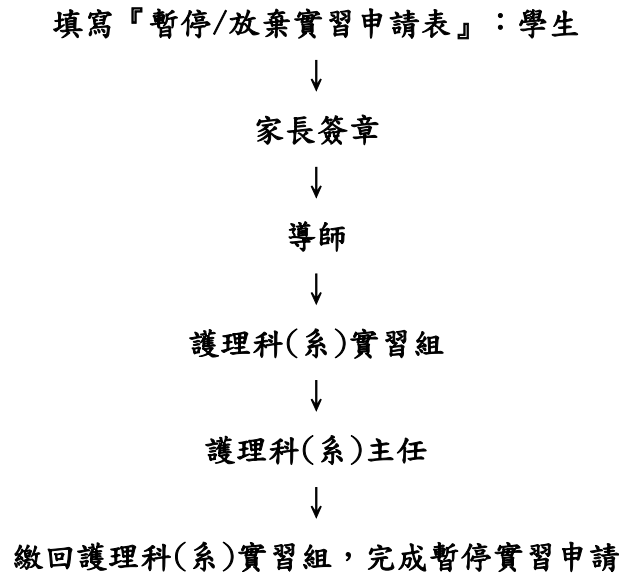 填寫『暫停/放棄實習申請表』：學生
↓
家長簽章
↓
導師
↓
護理科(系)實習組
↓
護理科(系)主任
↓
繳回護理科(系)實習組，完成暫停實習申請